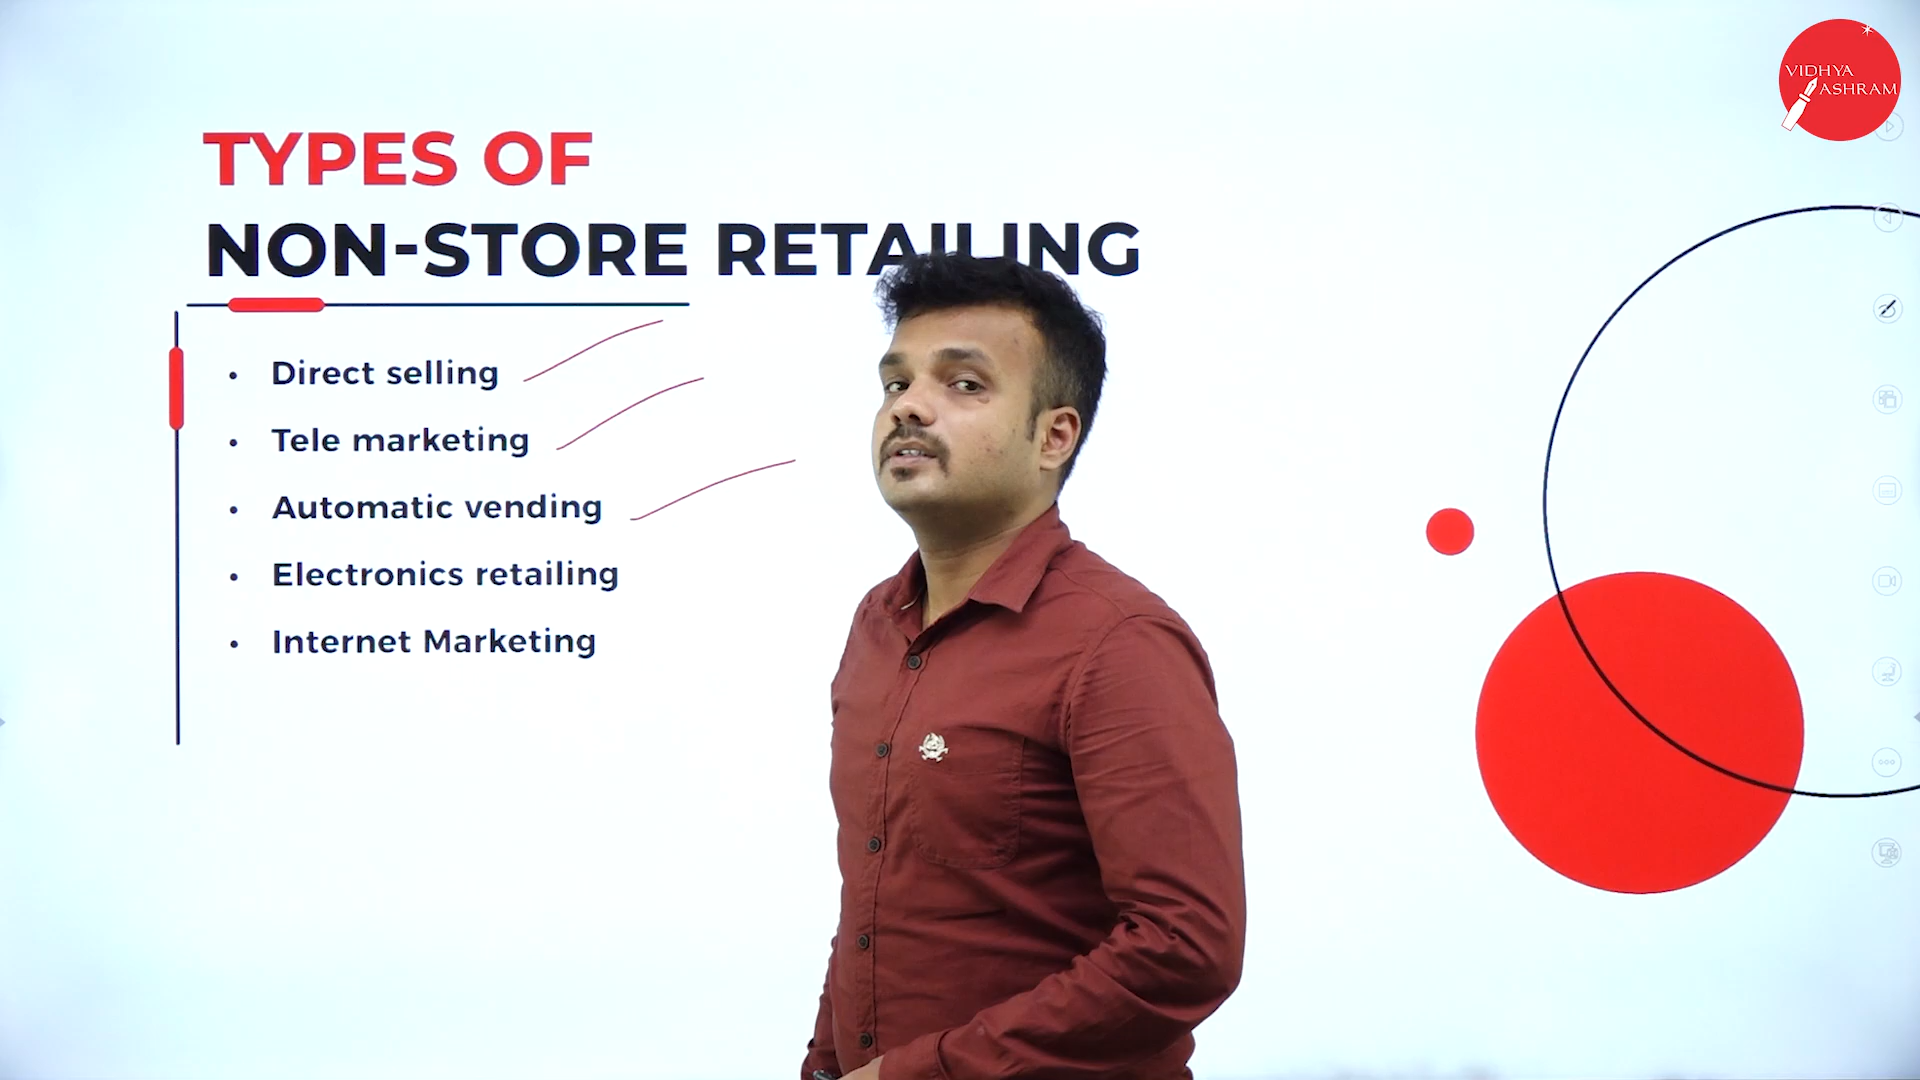 VIDHYA
ASHRAM
TYPES OF
NON-STORE RETAILING
• Direct selling
• Tele marketing
• Automatic vending
• Electronics retailing
• Internet Marketing